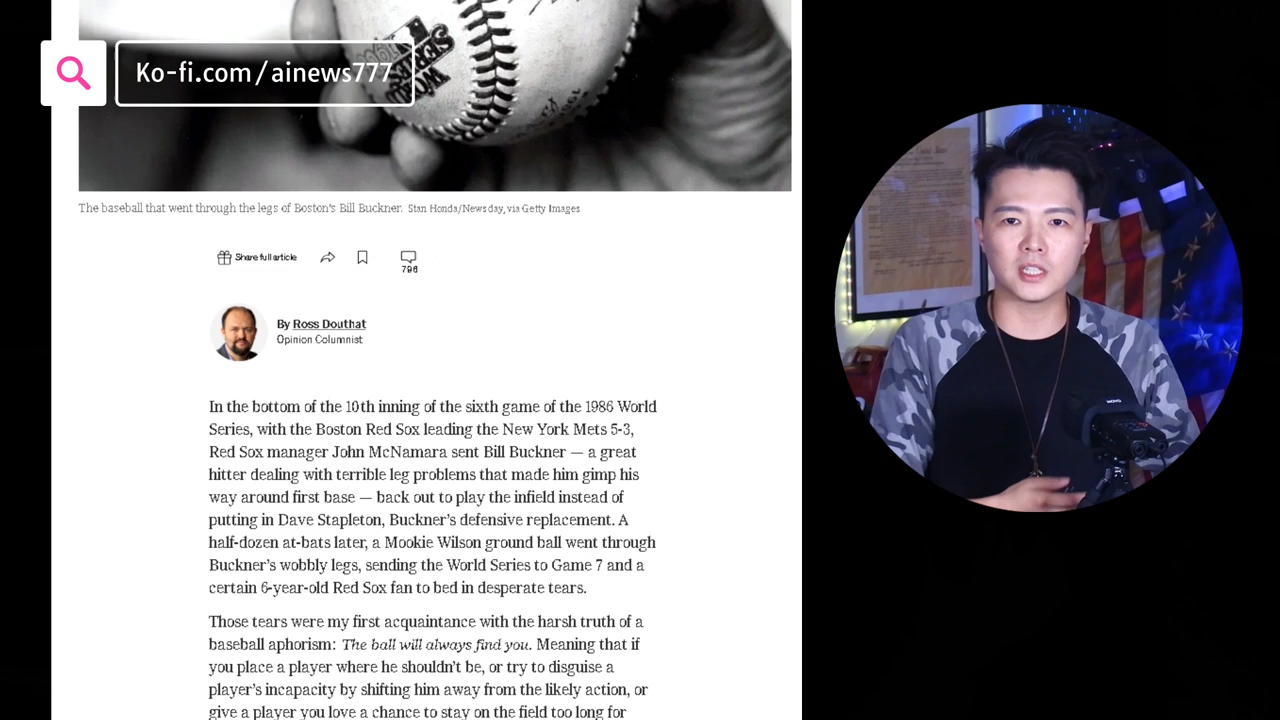 Ko-fi.com/ainews777
WORLD
SERIES
The baseball that went through the legs of Boston's Bill Buckner. Stan Honda/Newsday, via Getty Images
Share full article
796
By Ross Douthat
Opinion Columnist
In the bottom of the 10th inning of the sixth game of the 1986 World
Series, with the Boston Red Sox leading the New York Mets 5-3,
Red Sox manager John McNamara sent Bill Buckner — a great
hitter dealing with terrible leg problems that made him gimp his
way around first base — back out to play the infield instead of
putting in Dave Stapleton, Buckner's defensive replacement. A
half-dozen at-bats later, a Mookie Wilson ground ball went through
Buckner's wobbly legs, sending the World Series to Game 7 and a
certain 6-year-old Red Sox fan to bed in desperate tears.
Those tears were my first acquaintance with the harsh truth of a
baseball aphorism: The ball will always find you. Meaning that if
you place a player where he shouldn't be, or try to disguise a
player's incapacity by shifting him away from the likely action, or
give a player you love a chance to stay on the field too long for